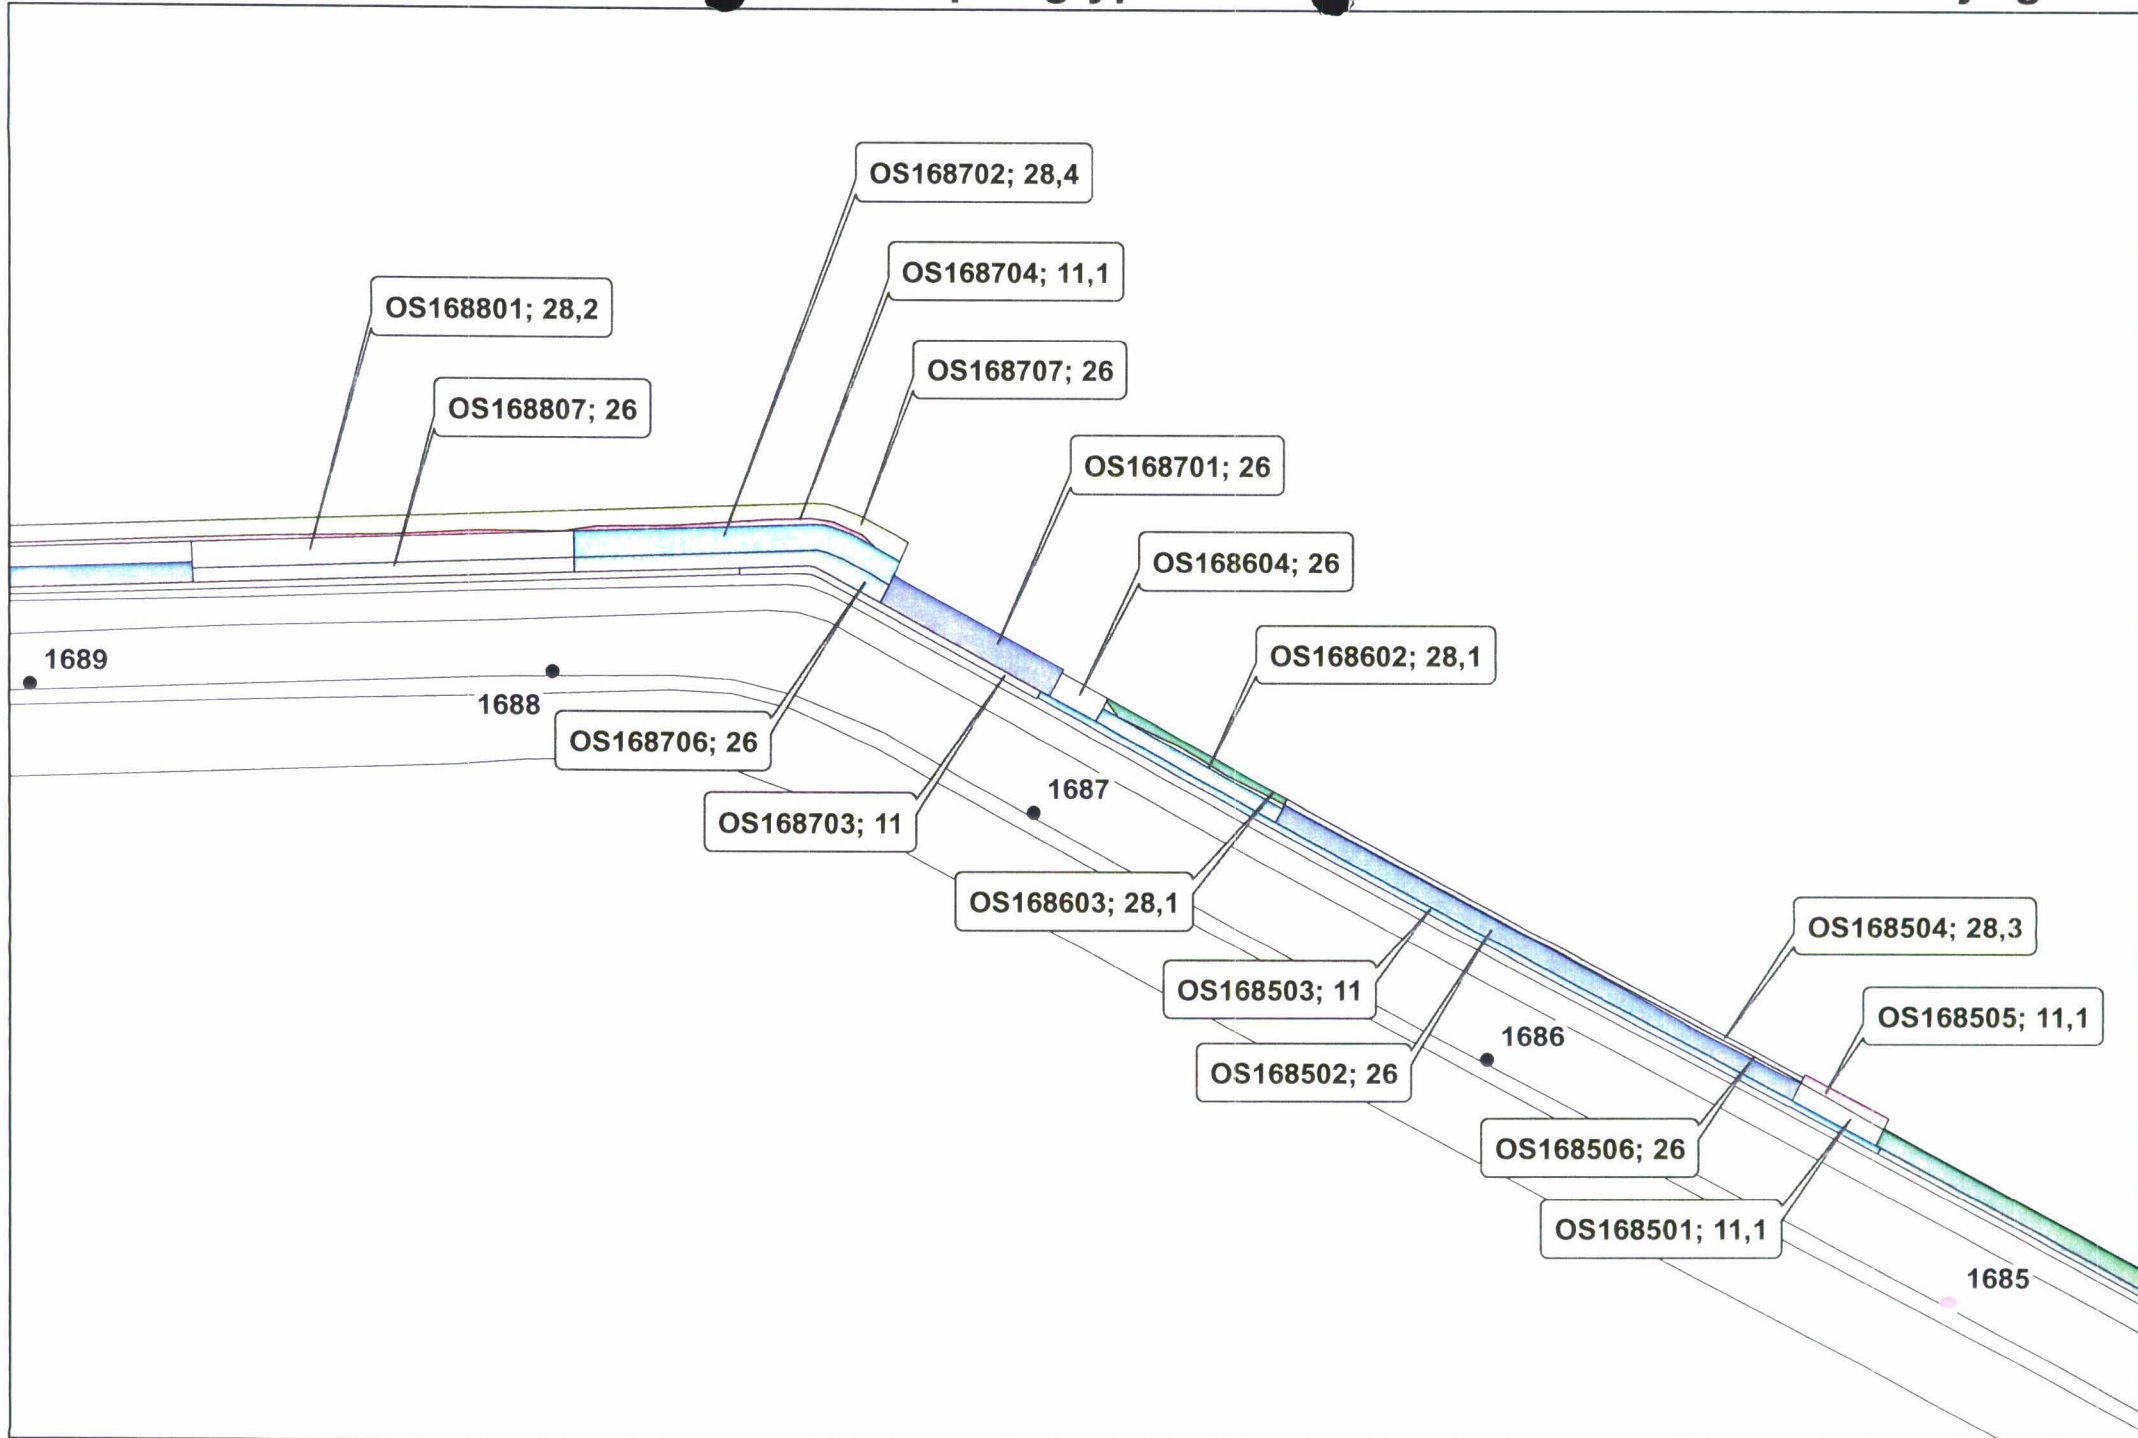 OS168702; 28,4
OS168704; 11,1
OS168801; 28,2
OS168707; 26
OS168807; 26
OS168701; 26
OS168604; 26
OS168602; 28,1
1689
1688
OS168706; 26
1687
OS168703; 11
OS168603; 28,1
OS168504; 28,3
OS168503; 11
OS168505; 11,1
1686
OS168502; 26
OS168506; 26
OS168501; 11,1
1685